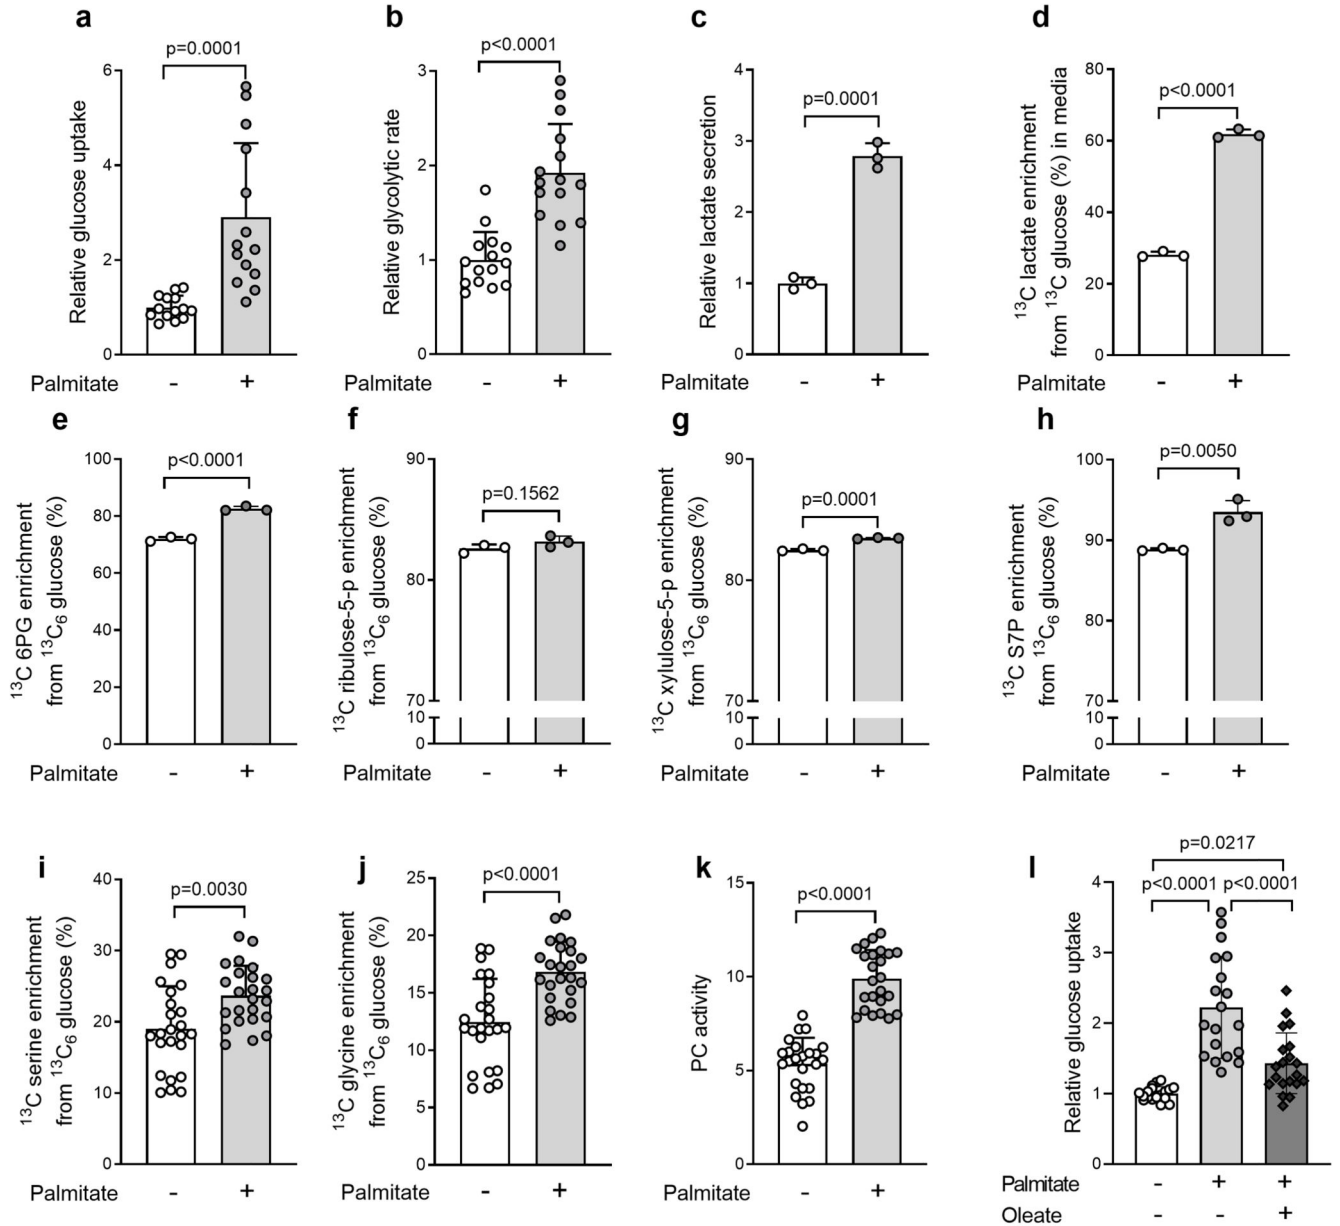 a
p=0.0001
Relative glucose uptake
6
4
2
0
Palmitate - +
b
p<0.0001
Relative glycolytic rate
3
2
1
0
Palmitate - +
c
p=0.0001
Relative lactate secretion
4
3
2
1
0
Palmitate - +
d
p<0.0001
13C lactate enrichment
from 13C glucose (%) in media
80
60
40
20
0
Palmitate - +
e
p<0.0001
13C 6PG enrichment
from 13C6 glucose (%)
100
80
60
40
20
0
Palmitate - +
f
p=0.1562
13C ribulose-5-p enrichment
from 13C6 glucose (%)
90
80
70
10
0
Palmitate - +
g
p=0.0001
13C xylulose-5-p enrichment
from 13C6 glucose (%)
90
80
70
10
0
Palmitate - +
h
p=0.0050
13C S7P enrichment
from 13C6 glucose (%)
100
90
80
70
10
0
Palmitate - +
i
p=0.0030
13C serine enrichment
from 13C6 glucose (%)
40
30
20
10
0
Palmitate - +
j
p<0.0001
13C glycine enrichment
from 13C6 glucose (%)
25
20
15
10
5
0
Palmitate - +
k
p<0.0001
PC activity
15
10
5
0
Palmitate - +
l
p=0.0217
p<0.0001 p<0.0001
Relative glucose uptake
4
3
2
1
0
Palmitate - + +
Oleate - - +